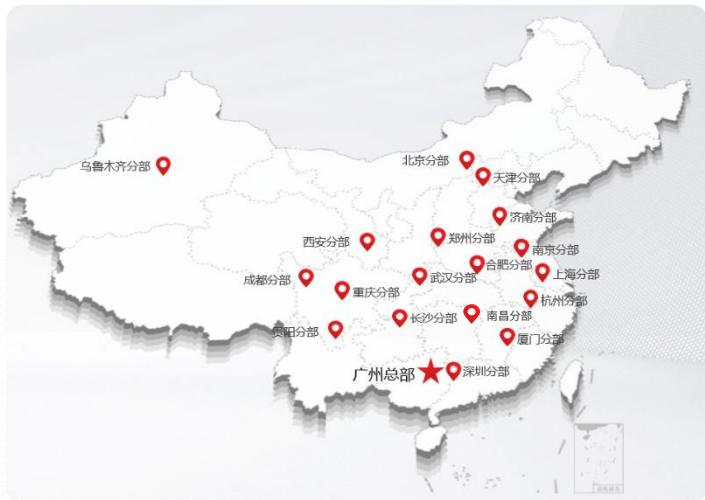 北京分部
乌鲁木齐分部
天津分部
济南分部
西安分部
郑州分部
南京分部
合肥分部
上海分部
成都分部
武汉分部
重庆分部
杭州分部
长沙分部
南昌分部
贵阳分部
厦门分部
广州总部
深圳分部